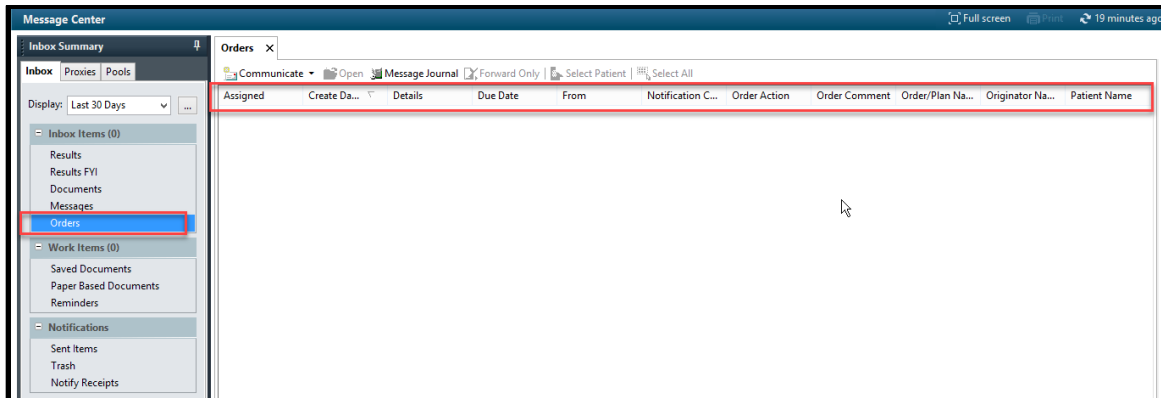 Message Center
Full screen Print 19 minutes ago
Inbox Summary
Inbox Proxies Pools
Display: Last 30 Days ...
Inbox Items (0)
Results
Results FYI
Documents
Messages
Orders
Work Items (0)
Saved Documents
Paper Based Documents
Reminders
Notifications
Sent Items
Trash
Notify Receipts
Orders X
Communicate Open Message Journal Forward Only Select Patient Select All
Assigned Create Da... Details Due Date From Notification C... Order Action Order Comment Order/Plan Na... Originator Na... Patient Name